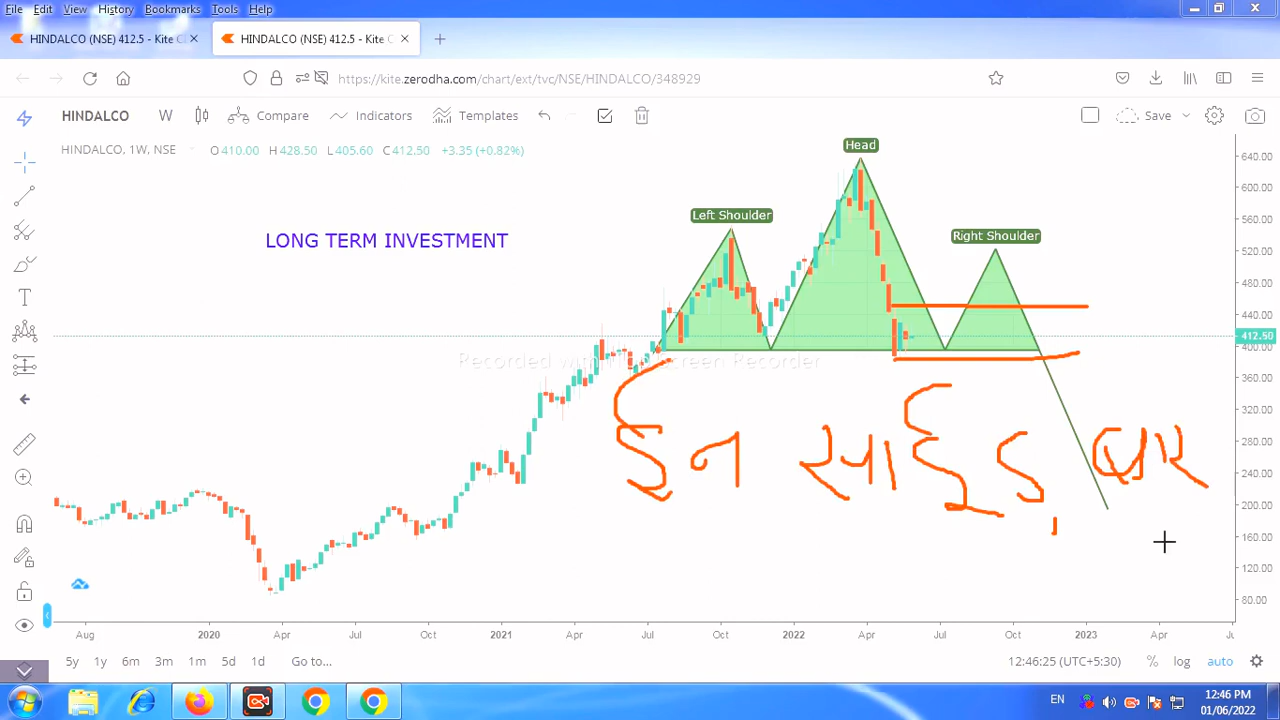 File Edit View History Bookmarks Tools Help
HINDALCO (NSE) 412.5 - Kite C
HINDALCO (NSE) 412.5 - Kite C
https://kite.zerodha.com/chart/ext/tvc/NSE/HINDALCO/348929
HINDALCO W Compare Indicators Templates Save
HINDALCO, 1W, NSE O410.00 H428.50 L405.60 C412.50 +3.35 (+0.82%)
Head
Left Shoulder
Right Shoulder
LONG TERM INVESTMENT
Recorded with Screen Recorder
640.00
600.00
560.00
520.00
480.00
440.00
412.50
400.00
360.00
320.00
280.00
240.00
200.00
160.00
120.00
80.00
Aug 2020 Apr Jul Oct 2021 Apr Jul Oct 2022 Apr Jul Oct 2023 Apr
5y 1y 6m 3m 1m 5d 1d Go to... 12:46:25 (UTC+5:30) % log auto
EN 12:46 PM
01/06/2022